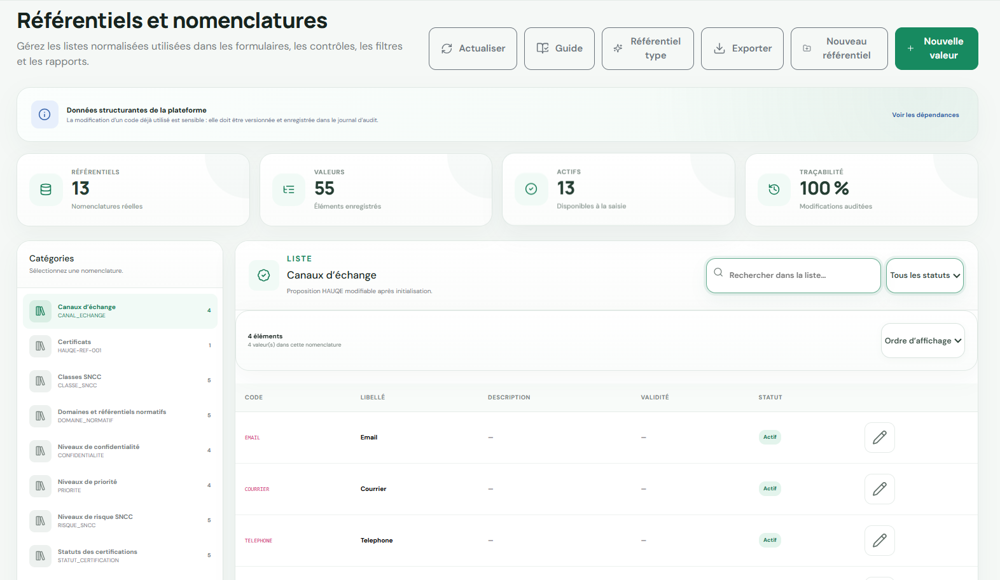 Référentiels et nomenclatures
Gérez les listes normalisées utilisées dans les formulaires, les contrôles, les filtres
et les rapports.
Actualiser
Guide
Référentiel
type
Exporter
Nouveau
référentiel
Nouvelle
valeur
Données structurantes de la plateforme
La modification d'un code déjà utilisé est sensible : elle doit être versionnée et enregistrée dans le journal d'audit.
Voir les dépendances
RÉFÉRENTIELS
13
Nomenclatures réelles
VALEURS
55
Éléments enregistrés
ACTIFS
13
Disponibles à la saisie
TRAÇABILITÉ
100 %
Modifications auditées
Catégories
Sélectionnez une nomenclature.
Canaux d'échange
CANAL_ECHANGE
4
Certificats
HAUQE-REF-001
1
Classes SNCC
CLASSE_SNCC
5
Domaines et référentiels normatifs
DOMAINE_NORMATIF
5
Niveaux de confidentialité
CONFIDENTIALITE
4
Niveaux de priorité
PRIORITE
4
Niveaux de risque SNCC
RISQUE_SNCC
5
Statuts des certifications
STATUT_CERTIFICATION
5
LISTE
Canaux d'échange
Proposition HAUQE modifiable après initialisation.
Rechercher dans la liste...
Tous les statuts
4 éléments
4 valeur(s) dans cette nomenclature
Ordre d'affichage
CODE LIBELLÉ DESCRIPTION VALIDITÉ STATUT
EMAIL Email — — Actif
COURRIER Courrier — — Actif
TELEPHONE Telephone — — Actif